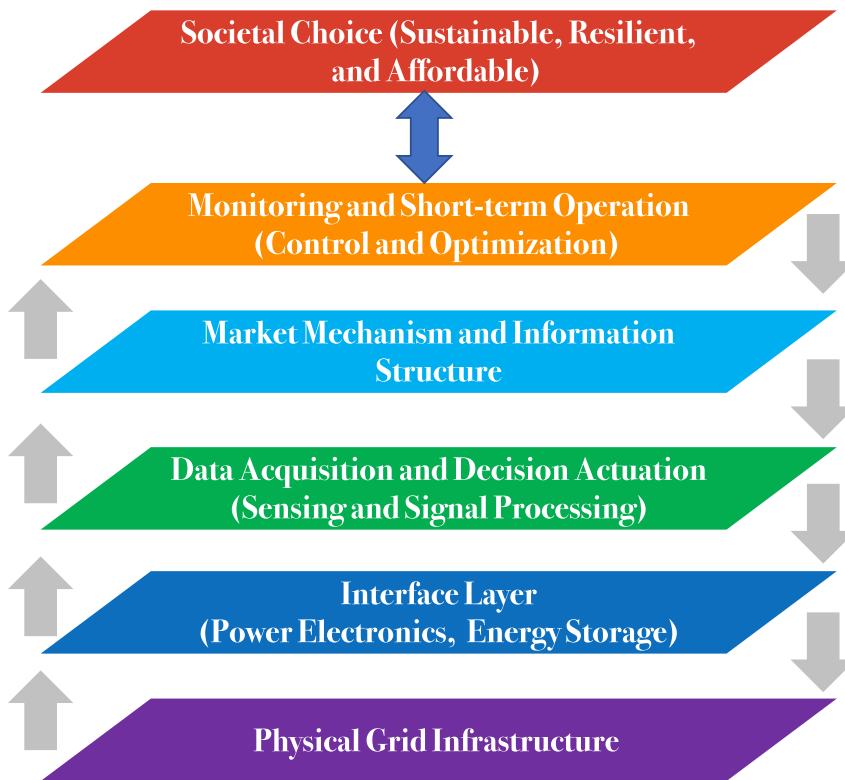 Societal Choice (Sustainable, Resilient,
and Affordable)
Monitoring and Short-term Operation
(Control and Optimization)
Market Mechanism and Information
Structure
Data Acquisition and Decision Actuation
(Sensing and Signal Processing)
Interface Layer
(Power Electronics, Energy Storage)
Physical Grid Infrastructure